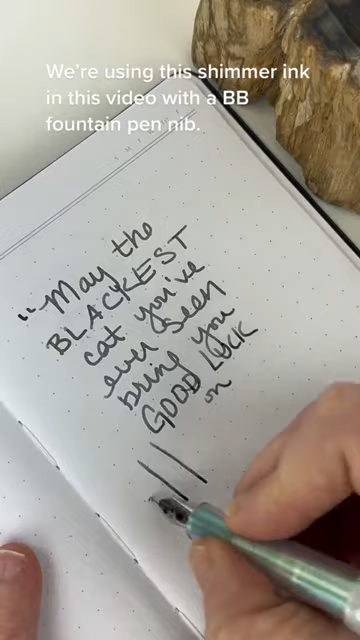 We're using this shimmer ink
in this video with a BB
fountain pen nib.
"May the
BLACKEST
cat you've
ever seen
bring you
GOOD LUCK
on